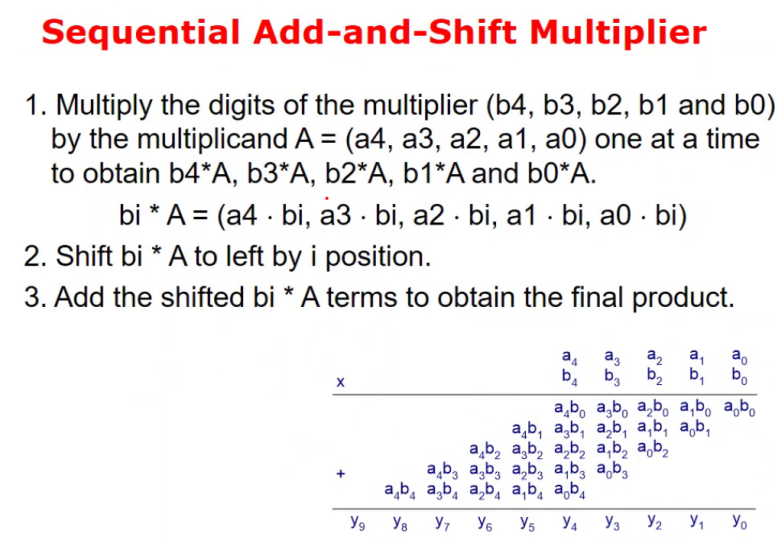 Sequential Add-and-Shift Multiplier
1. Multiply the digits of the multiplier (b4, b3, b2, b1 and b0)
by the multiplicand A = (a4, a3, a2, a1, a0) one at a time
to obtain b4*A, b3*A, b2*A, b1*A and b0*A.
bi * A = (a4 · bi, a3 · bi, a2 · bi, a1 · bi, a0 · bi)
2. Shift bi * A to left by i position.
3. Add the shifted bi * A terms to obtain the final product.
a₄ a₃ a₂ a₁ a₀
x b₄ b₃ b₂ b₁ b₀
a₄b₀ a₃b₀ a₂b₀ a₁b₀ a₀b₀
a₄b₁ a₃b₁ a₂b₁ a₁b₁ a₀b₁
a₄b₂ a₃b₂ a₂b₂ a₁b₂ a₀b₂
+ a₄b₃ a₃b₃ a₂b₃ a₁b₃ a₀b₃
a₄b₄ a₃b₄ a₂b₄ a₁b₄ a₀b₄
y₉ y₈ y₇ y₆ y₅ y₄ y₃ y₂ y₁ y₀